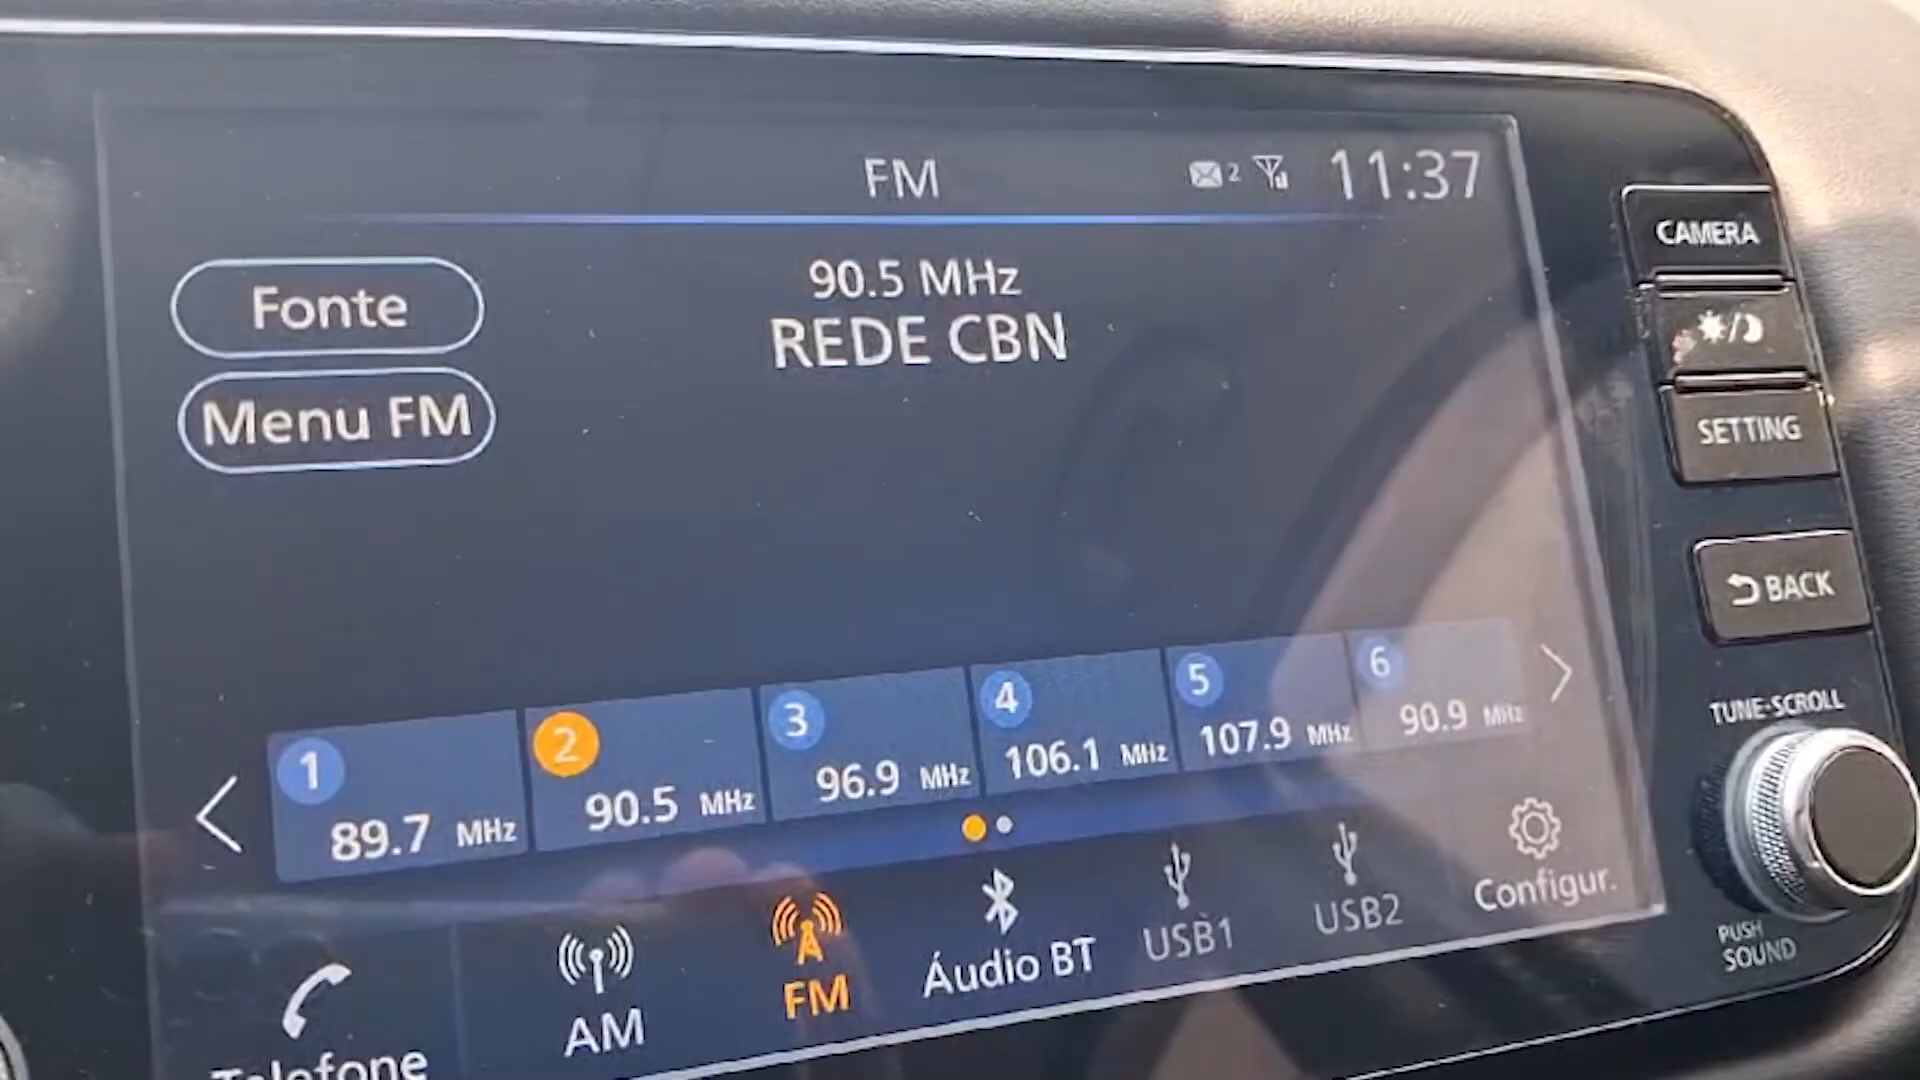 FM
2
11:37
90.5 MHz
REDE CBN
Fonte
Menu FM
1 89.7 MHz
2 90.5 MHz
3 96.9 MHz
4 106.1 MHz
5 107.9 MHz
6 90.9 MHz
Telefone
AM
FM
Áudio BT
USB1
USB2
Configur.
CAMERA
SETTING
BACK
TUNE·SCROLL
PUSH
SOUND